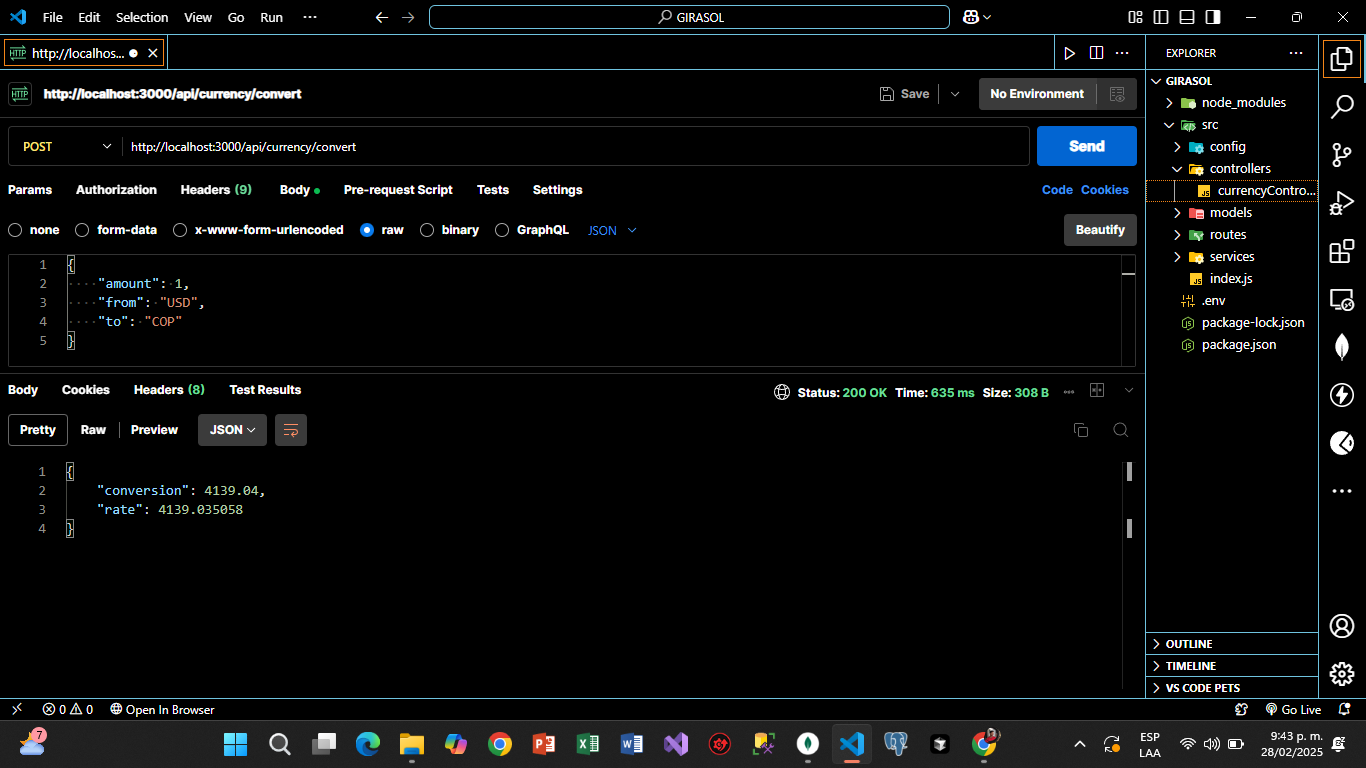 File Edit Selection View Go Run ···
GIRASOL
HTTP http://localhos...
EXPLORER
HTTP http://localhost:3000/api/currency/convert
Save
No Environment
POST
http://localhost:3000/api/currency/convert
Send
Params Authorization Headers (9) Body Pre-request Script Tests Settings
Code Cookies
none form-data x-www-form-urlencoded raw binary GraphQL JSON
Beautify
1 {
2 ····"amount":·1,
3 ····"from":·"USD",
4 ····"to":·"COP"
5 }
Body Cookies Headers (8) Test Results
Status: 200 OK Time: 635 ms Size: 308 B
Pretty Raw Preview JSON
1 {
2 "conversion": 4139.04,
3 "rate": 4139.035058
4 }
GIRASOL
node_modules
src
config
controllers
JS currencyContro...
models
routes
services
JS index.js
.env
package-lock.json
package.json
OUTLINE
TIMELINE
VS CODE PETS
0 0 Open In Browser
Go Live
7
ESP
LAA
9:43 p. m.
28/02/2025